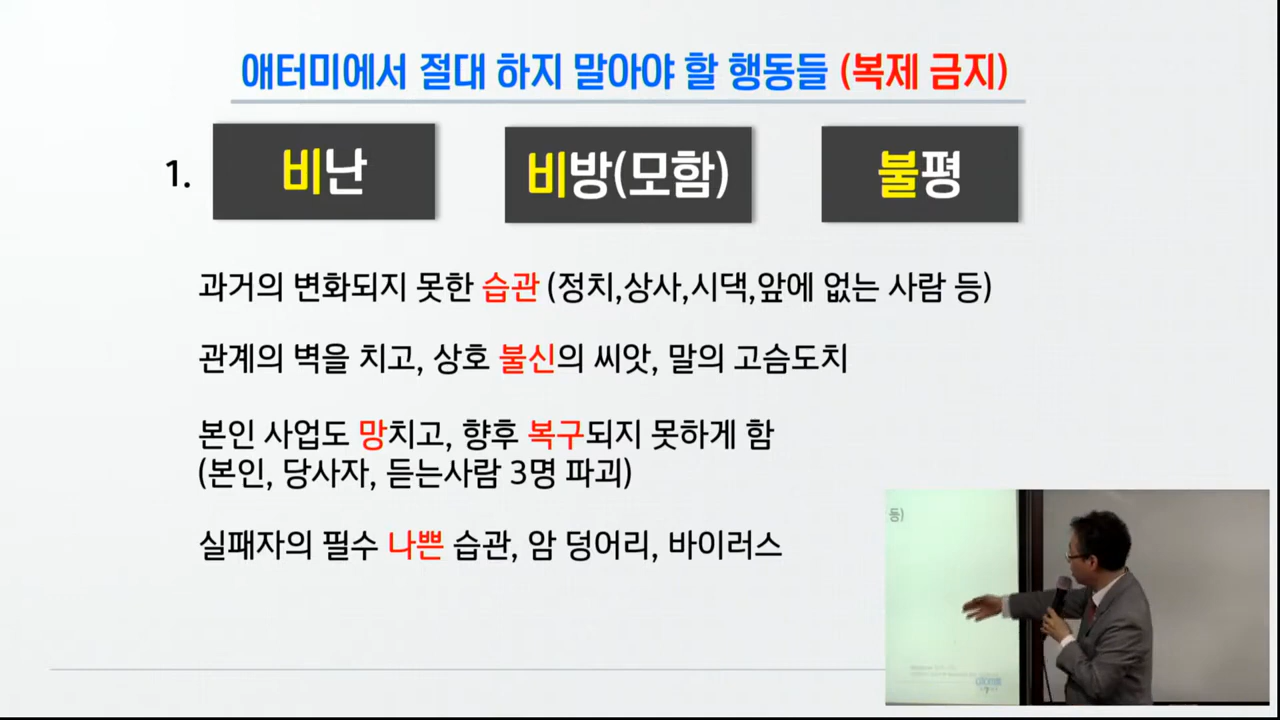 애터미에서 절대 하지 말아야 할 행동들 (복제 금지)
1. 비난 비방(모함) 불평
과거의 변화되지 못한 습관 (정치,상사,시댁,앞에 없는 사람 등)
관계의 벽을 치고, 상호 불신의 씨앗, 말의 고슴도치
본인 사업도 망치고, 향후 복구되지 못하게 함
(본인, 당사자, 듣는사람 3명 파괴)
실패자의 필수 나쁜 습관, 암 덩어리, 바이러스
등)